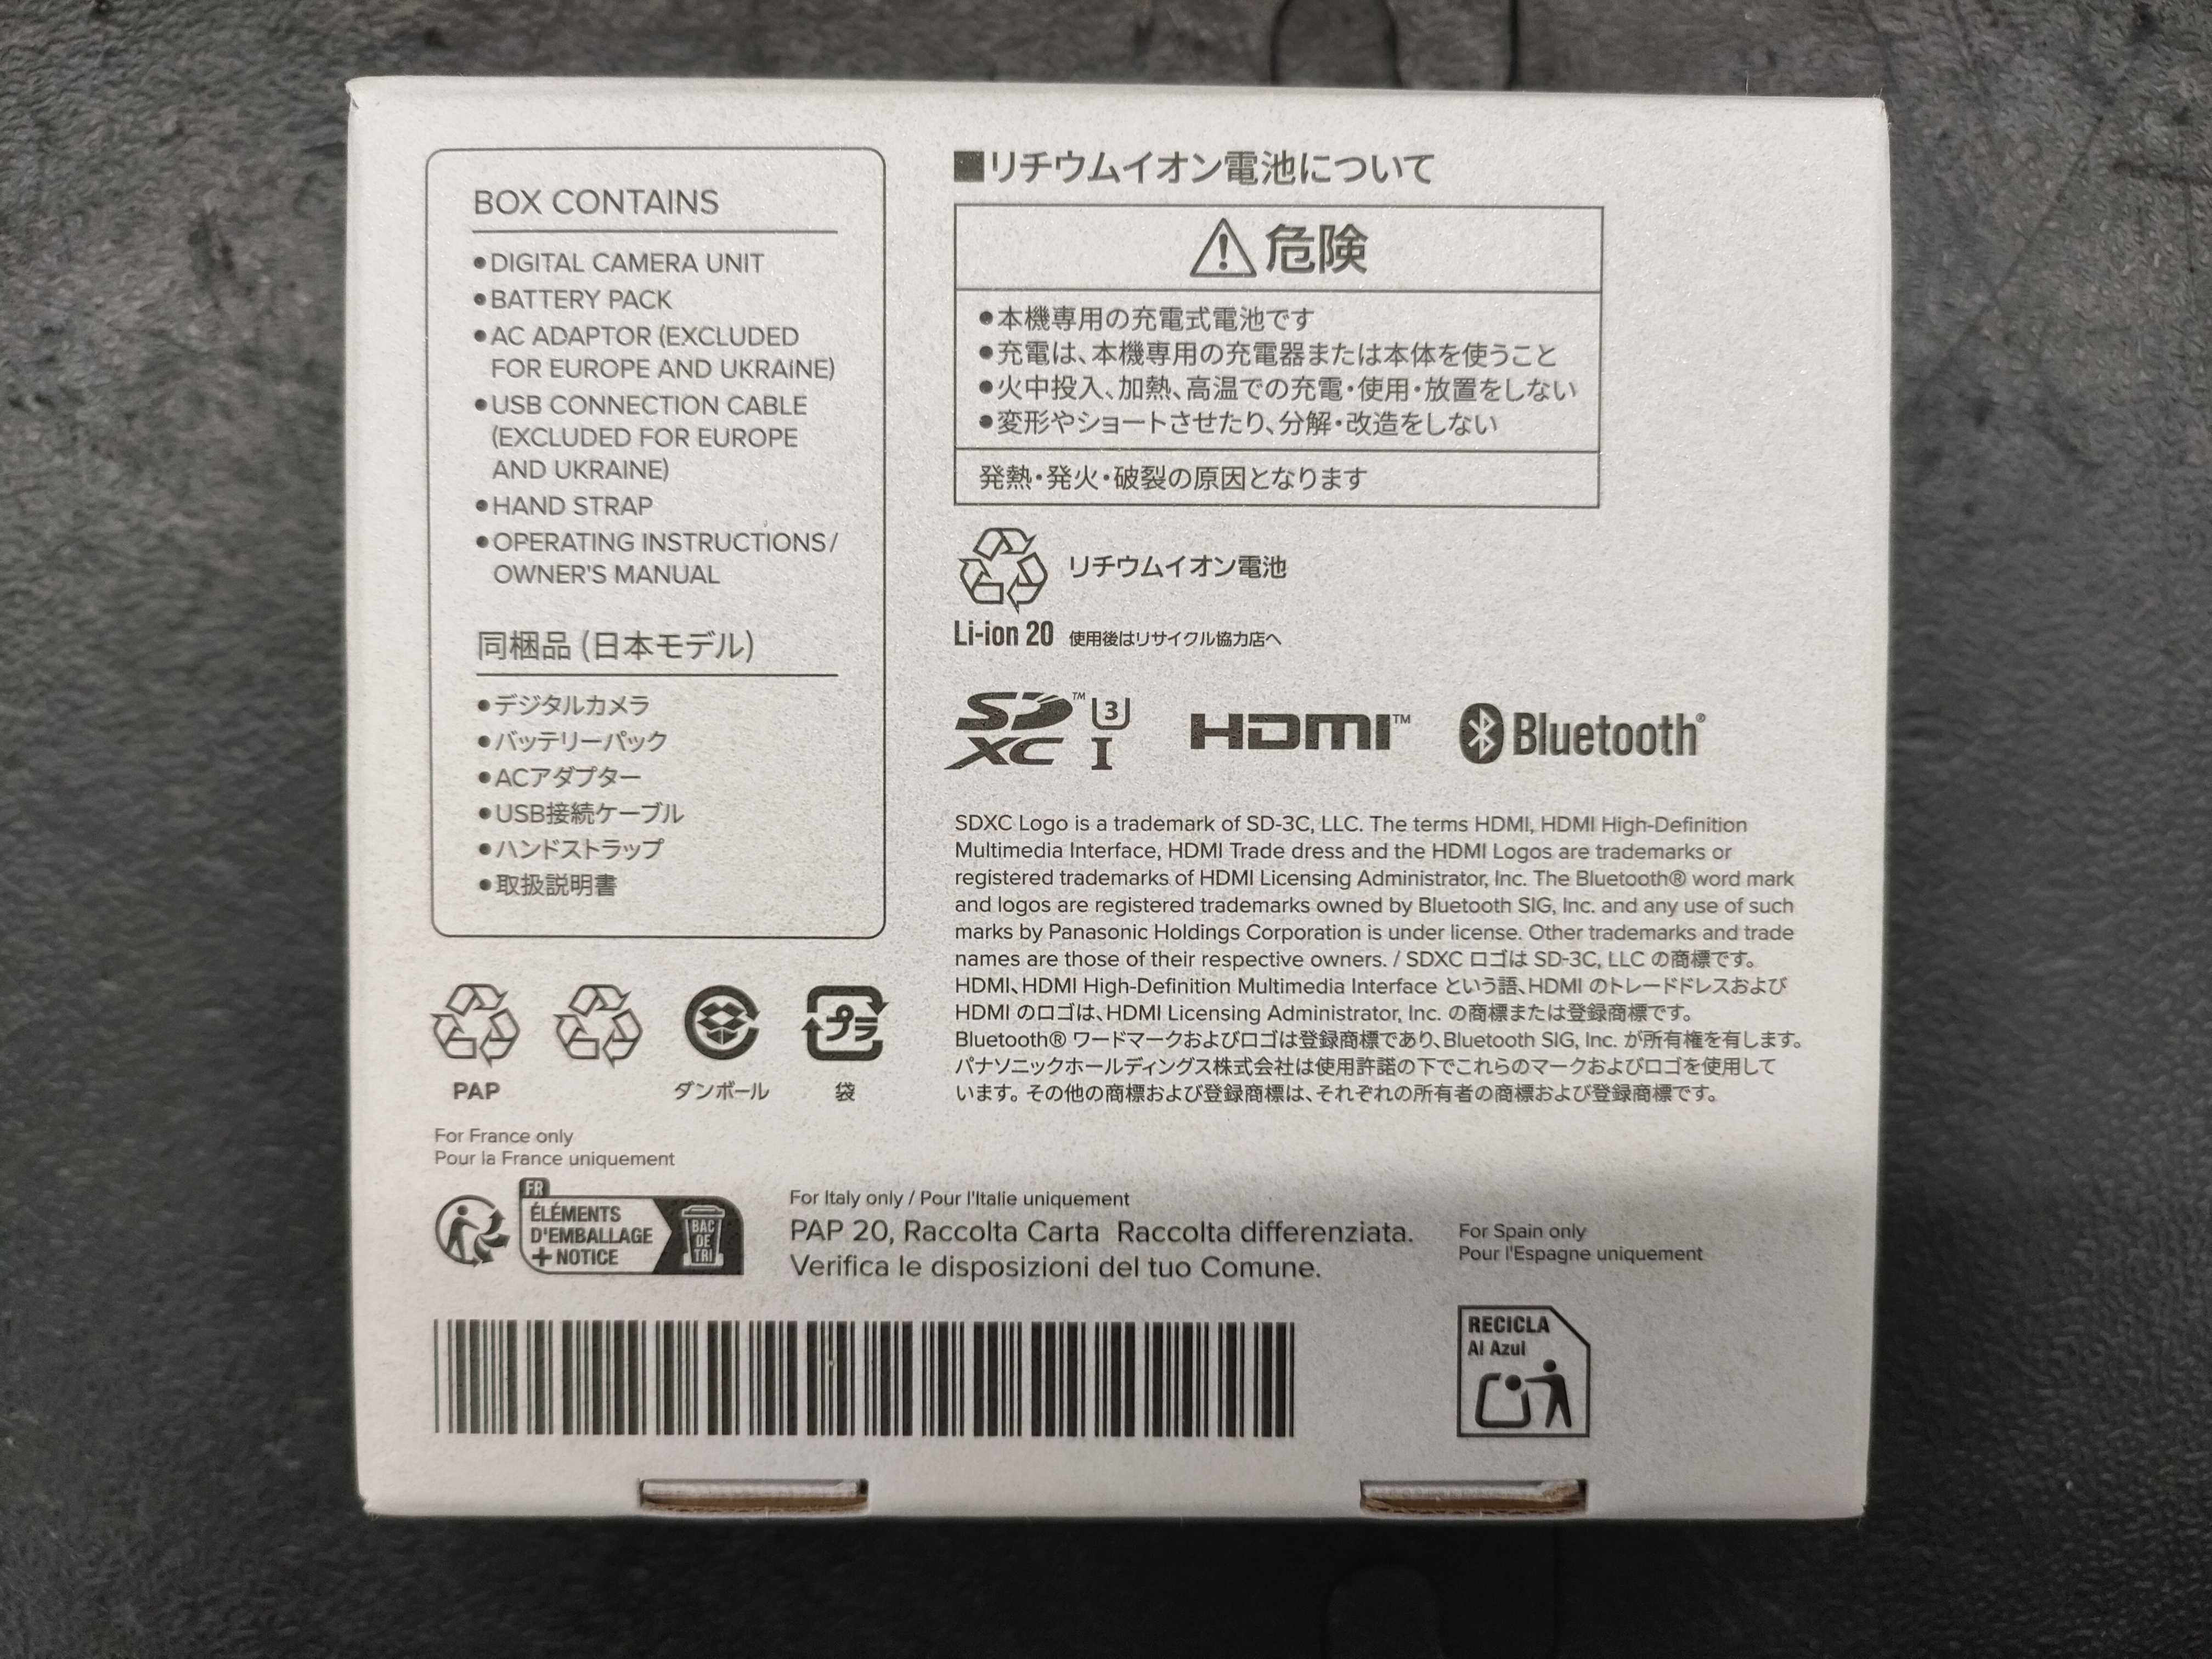 BOX CONTAINS
●DIGITAL CAMERA UNIT
●BATTERY PACK
●AC ADAPTOR (EXCLUDED
FOR EUROPE AND UKRAINE)
●USB CONNECTION CABLE
(EXCLUDED FOR EUROPE
AND UKRAINE)
●HAND STRAP
●OPERATING INSTRUCTIONS/
OWNER'S MANUAL
同梱品 (日本モデル)
●デジタルカメラ
●バッテリーパック
●ACアダプター
●USB接続ケーブル
●ハンドストラップ
●取扱説明書
■リチウムイオン電池について
危険
●本機専用の充電式電池です
●充電は、本機専用の充電器または本体を使うこと
●火中投入、加熱、高温での充電・使用・放置をしない
●変形やショートさせたり、分解・改造をしない
発熱・発火・破裂の原因となります
リチウムイオン電池
Li-ion 20 使用後はリサイクル協力店へ
SD™ 3
XC I
HDMI™
Bluetooth®
SDXC Logo is a trademark of SD-3C, LLC. The terms HDMI, HDMI High-Definition
Multimedia Interface, HDMI Trade dress and the HDMI Logos are trademarks or
registered trademarks of HDMI Licensing Administrator, Inc. The Bluetooth® word mark
and logos are registered trademarks owned by Bluetooth SIG, Inc. and any use of such
marks by Panasonic Holdings Corporation is under license. Other trademarks and trade
names are those of their respective owners. / SDXC ロゴは SD-3C, LLC の商標です。
HDMI、HDMI High-Definition Multimedia Interface という語、HDMI のトレードドレスおよび
HDMI のロゴは、HDMI Licensing Administrator, Inc. の商標または登録商標です。
Bluetooth® ワードマークおよびロゴは登録商標であり、Bluetooth SIG, Inc. が所有権を有します。
パナソニックホールディングス株式会社は使用許諾の下でこれらのマークおよびロゴを使用して
います。その他の商標および登録商標は、それぞれの所有者の商標および登録商標です。
プラ
PAP
ダンボール
袋
For France only
Pour la France uniquement
FR
ÉLÉMENTS
D'EMBALLAGE
+ NOTICE
BAC
DE
TRI
For Italy only / Pour l'Italie uniquement
PAP 20, Raccolta Carta Raccolta differenziata.
Verifica le disposizioni del tuo Comune.
For Spain only
Pour l'Espagne uniquement
RECICLA
Al Azul